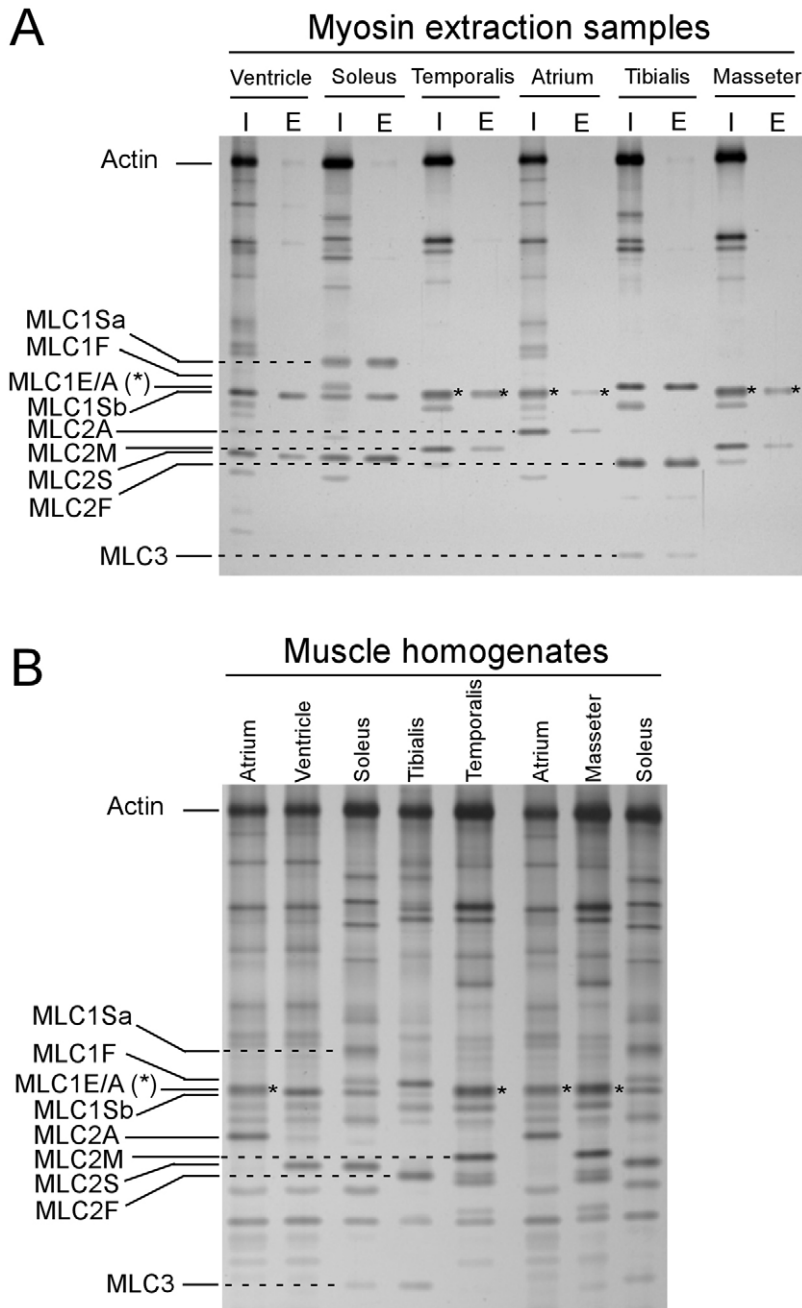 A
Myosin extraction samples
Ventricle Soleus Temporalis Atrium Tibialis Masseter
I E I E I E I E I E I E
Actin
MLC1Sa
MLC1F
MLC1E/A (*)
* * * * * *
MLC1Sb
MLC2A
MLC2M
MLC2S
MLC2F
MLC3
B
Muscle homogenates
Atrium Ventricle Soleus Tibialis Temporalis Atrium Masseter Soleus
Actin
MLC1Sa
MLC1F
MLC1E/A (*)
* * * *
MLC1Sb
MLC2A
MLC2M
MLC2S
MLC2F
MLC3